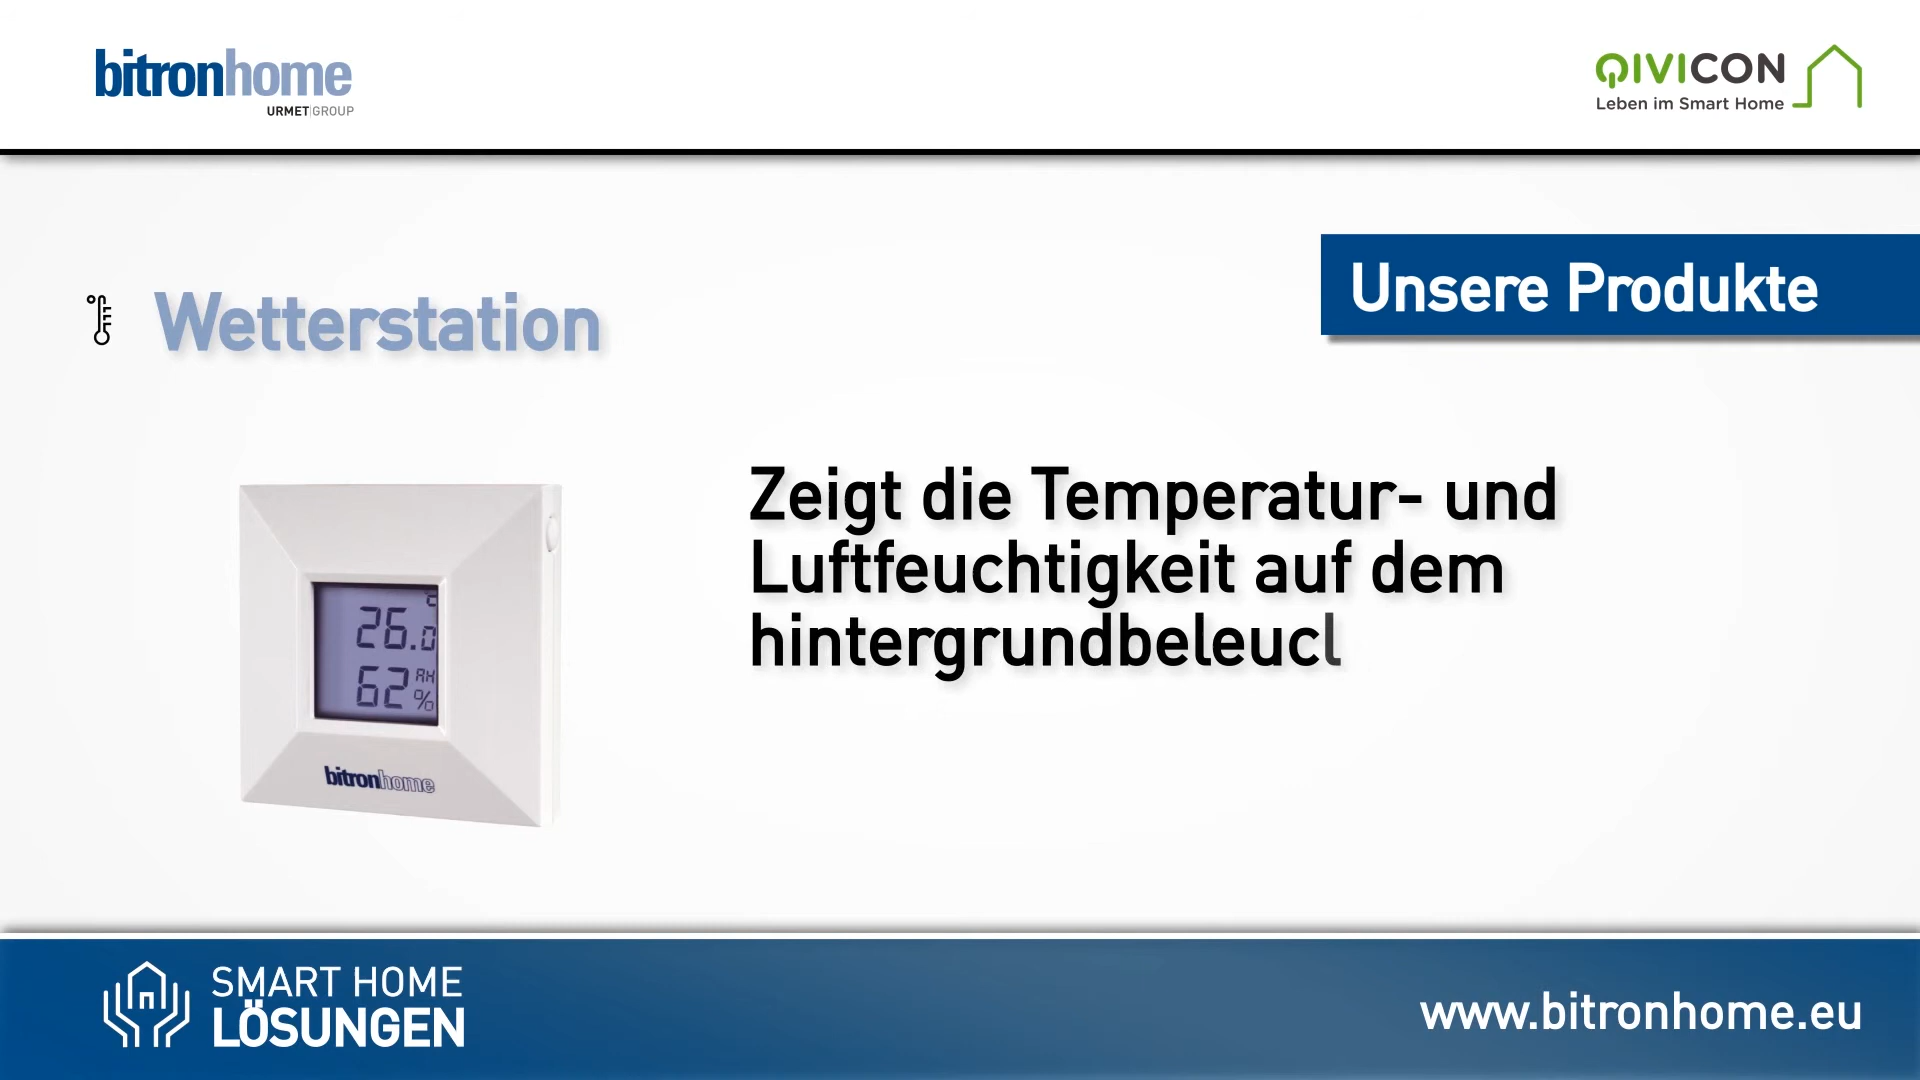 bitronhome
URMET|GROUP
QIVICON
Leben im Smart Home
Unsere Produkte
Wetterstation
Zeigt die Temperatur- und
Luftfeuchtigkeit auf dem
hintergrundbeleucl
°C
26.0
62 RH %
bitronhome
SMART HOME
LÖSUNGEN
www.bitronhome.eu